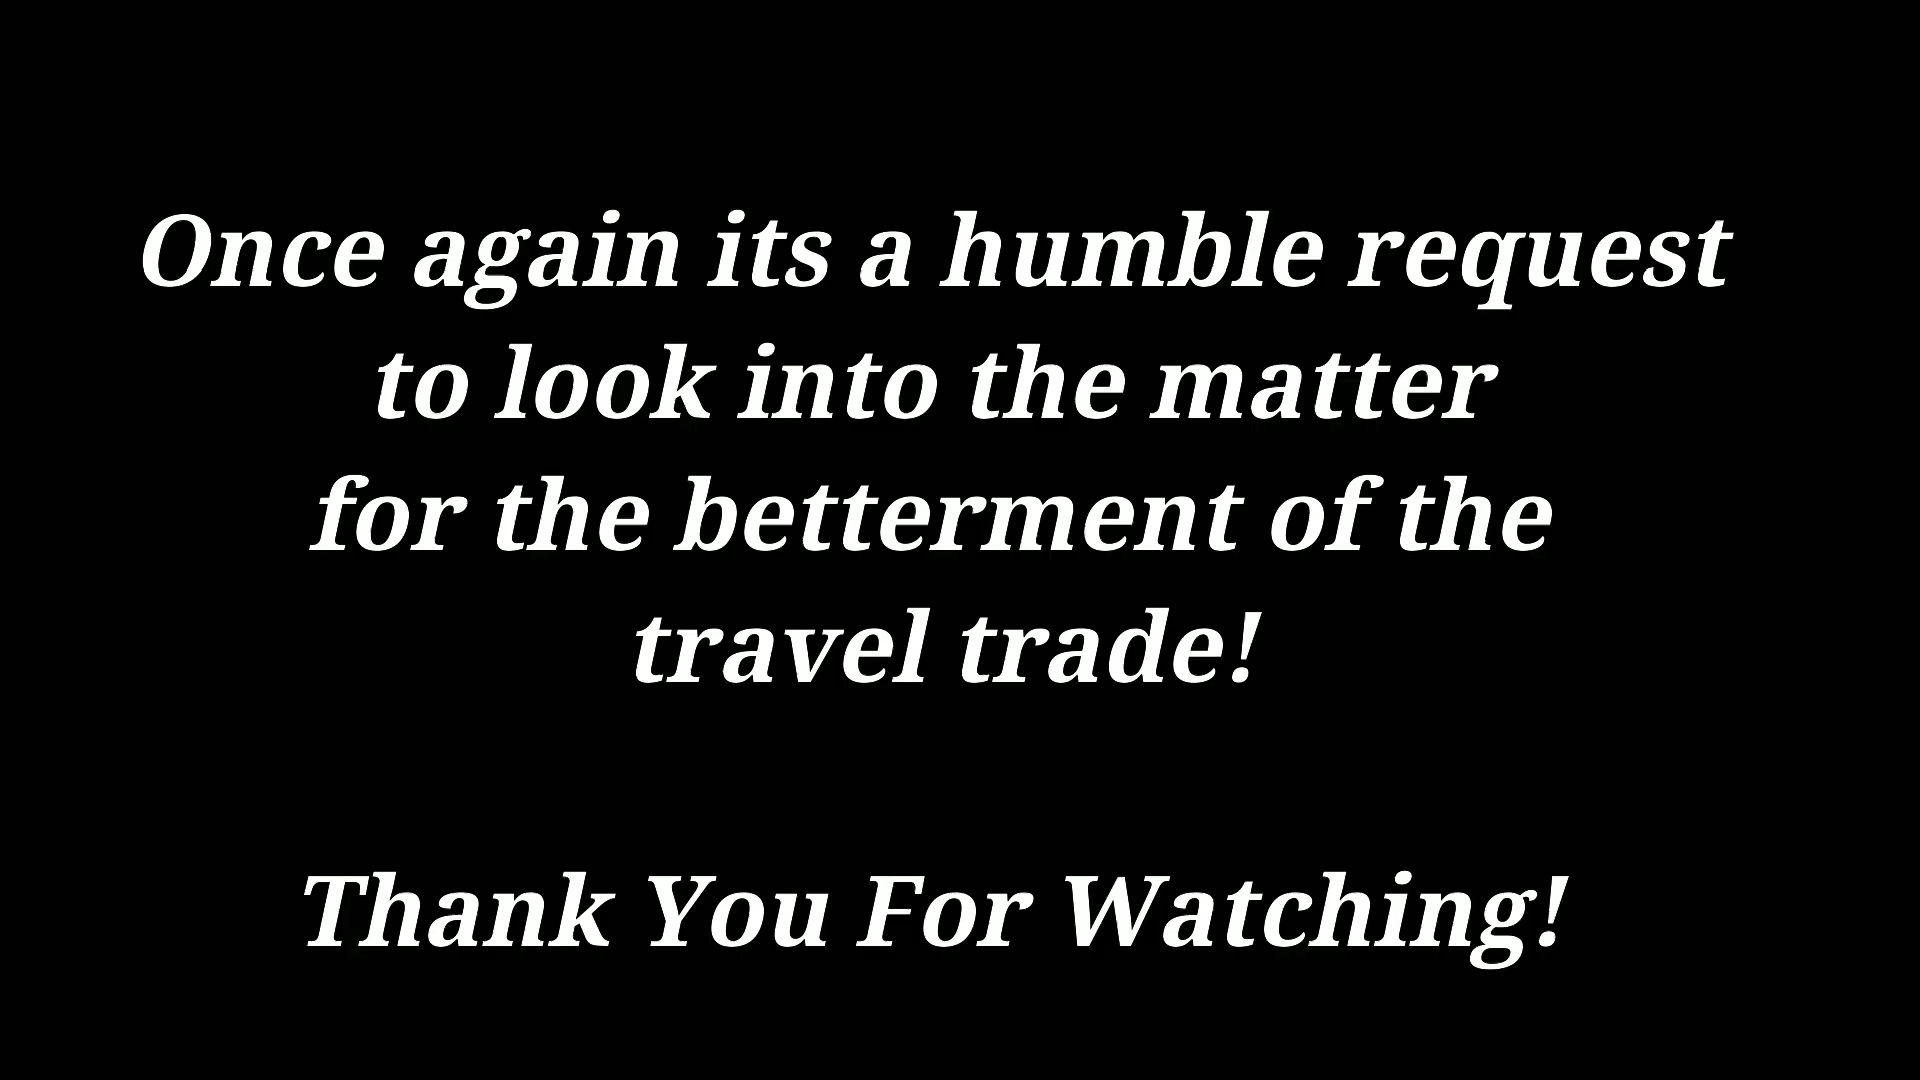 Once again its a humble request
to look into the matter
for the betterment of the
travel trade!
Thank You For Watching!